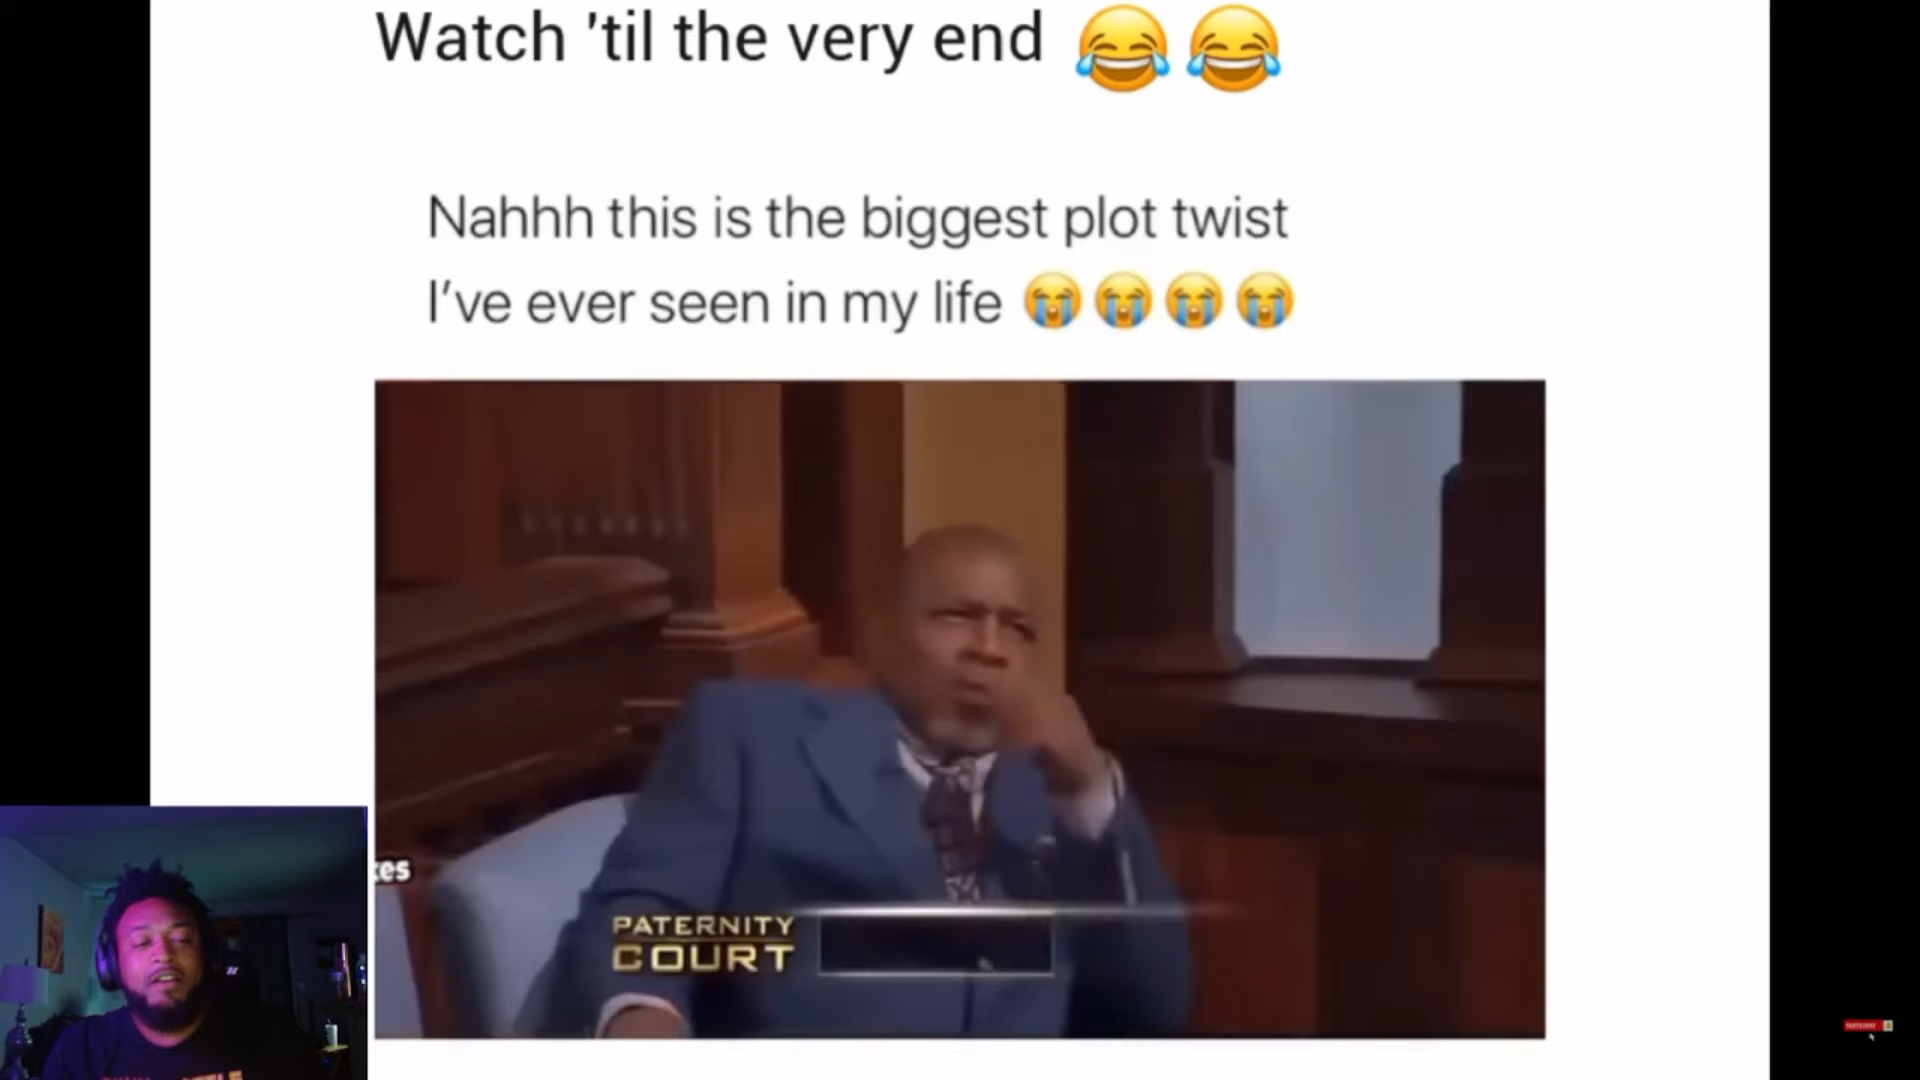 Watch 'til the very end 😂😂
Nahhh this is the biggest plot twist
I've ever seen in my life 😭😭😭😭
PATERNITY
COURT